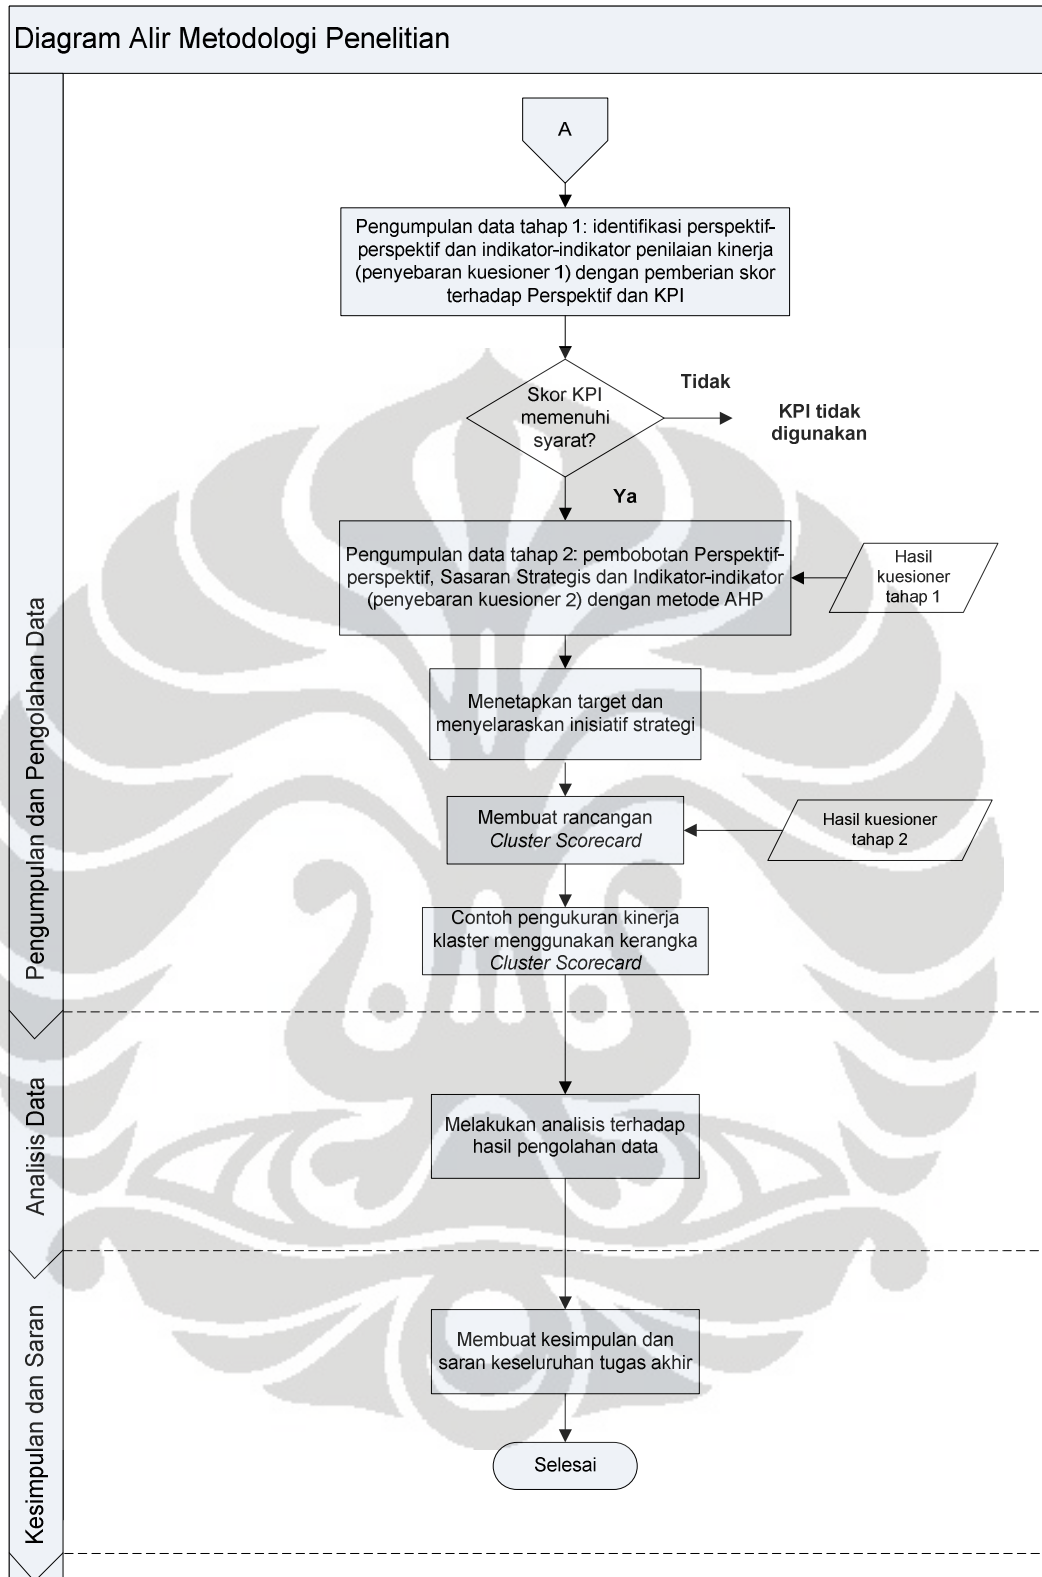 Diagram Alir Metodologi Penelitian
A
Pengumpulan data tahap 1: identifikasi perspektif-
perspektif dan indikator-indikator penilaian kinerja
(penyebaran kuesioner 1) dengan pemberian skor
terhadap Perspektif dan KPI
Skor KPI
memenuhi
syarat?
Tidak
KPI tidak
digunakan
Ya
Pengumpulan data tahap 2: pembobotan Perspektif-
perspektif, Sasaran Strategis dan Indikator-indikator
(penyebaran kuesioner 2) dengan metode AHP
Hasil
kuesioner
tahap 1
Menetapkan target dan
menyelaraskan inisiatif strategi
Membuat rancangan
Cluster Scorecard
Hasil kuesioner
tahap 2
Contoh pengukuran kinerja
klaster menggunakan kerangka
Cluster Scorecard
Pengumpulan dan Pengolahan Data
Melakukan analisis terhadap
hasil pengolahan data
Analisis Data
Membuat kesimpulan dan
saran keseluruhan tugas akhir
Selesai
Kesimpulan dan Saran